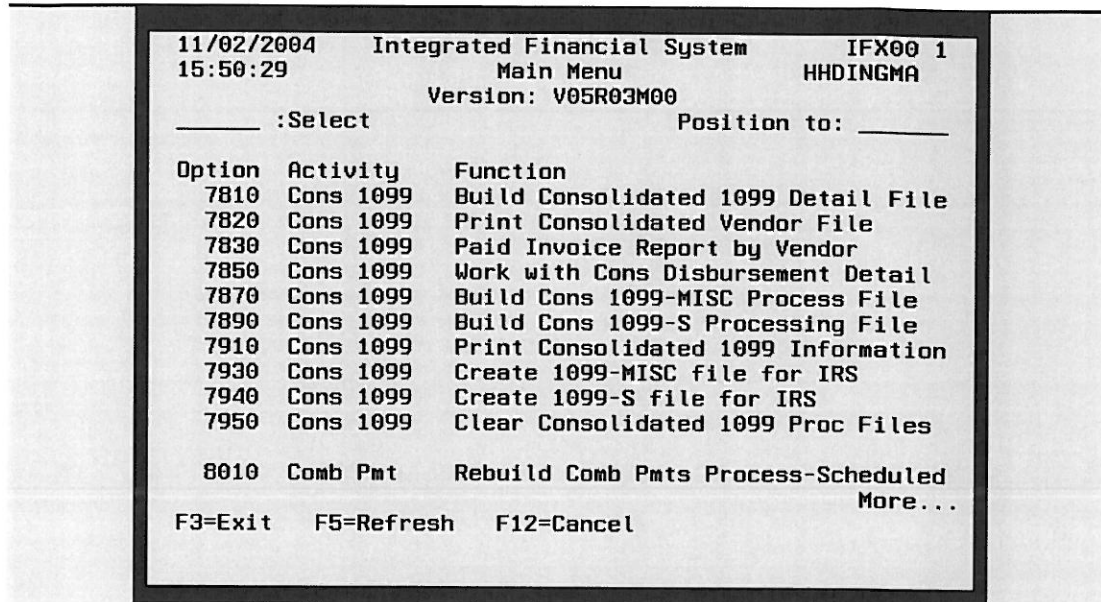 11/02/2004 Integrated Financial System IFX00 1
15:50:29 Main Menu HHDINGMA
Version: V05R03M00
_______ :Select Position to: _______
Option Activity Function
7810 Cons 1099 Build Consolidated 1099 Detail File
7820 Cons 1099 Print Consolidated Vendor File
7830 Cons 1099 Paid Invoice Report by Vendor
7850 Cons 1099 Work with Cons Disbursement Detail
7870 Cons 1099 Build Cons 1099-MISC Process File
7890 Cons 1099 Build Cons 1099-S Processing File
7910 Cons 1099 Print Consolidated 1099 Information
7930 Cons 1099 Create 1099-MISC file for IRS
7940 Cons 1099 Create 1099-S file for IRS
7950 Cons 1099 Clear Consolidated 1099 Proc Files
8010 Comb Pmt Rebuild Comb Pmts Process-Scheduled
More...
F3=Exit F5=Refresh F12=Cancel